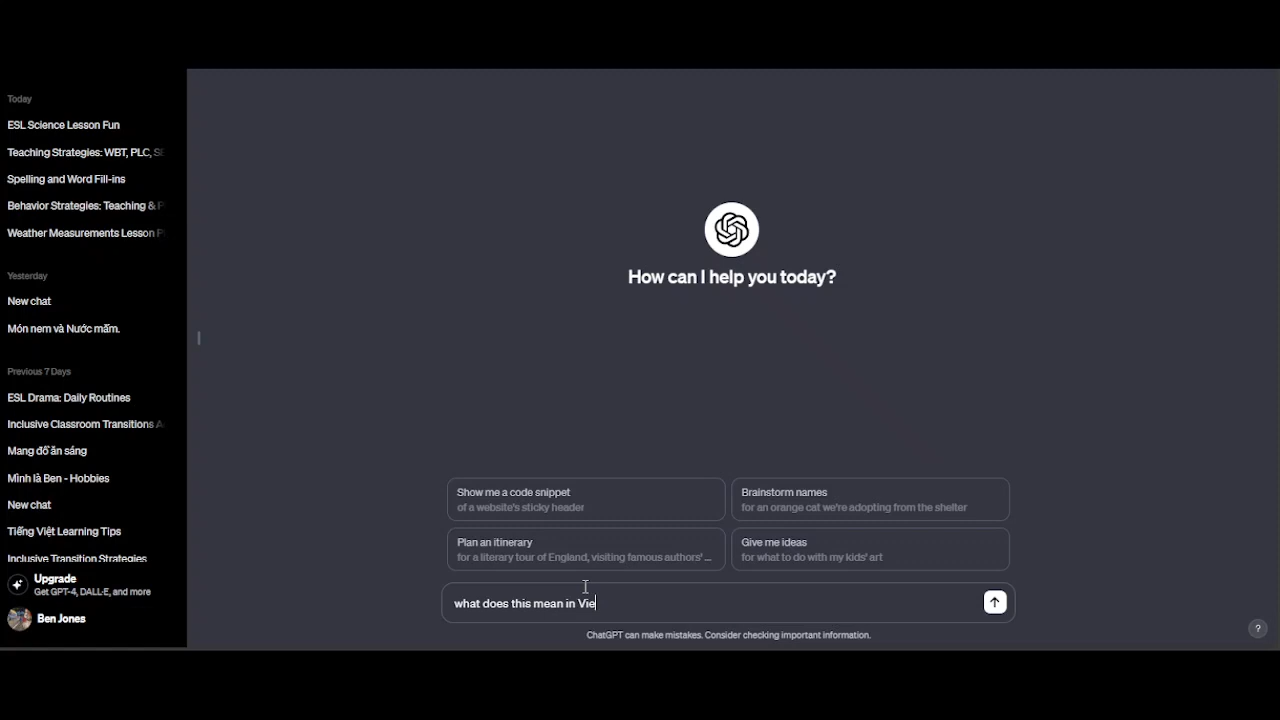 Today
ESL Science Lesson Fun
Teaching Strategies: WBT, PLC,
Spelling and Word Fill-ins
Behavior Strategies: Teaching &
Weather Measurements Lesson
Yesterday
New chat
Món nem và Nước mắm.
Previous 7 Days
ESL Drama: Daily Routines
Inclusive Classroom Transitions
Mang đồ ăn sáng
Mình là Ben - Hobbies
New chat
Tiếng Việt Learning Tips
Inclusive Transition Strategies
Upgrade
Get GPT-4, DALL·E, and more
Ben Jones
How can I help you today?
Show me a code snippet
of a website's sticky header
Brainstorm names
for an orange cat we're adopting from the shelter
Plan an itinerary
for a literary tour of England, visiting famous authors' ...
Give me ideas
for what to do with my kids' art
what does this mean in Vie
ChatGPT can make mistakes. Consider checking important information.
?